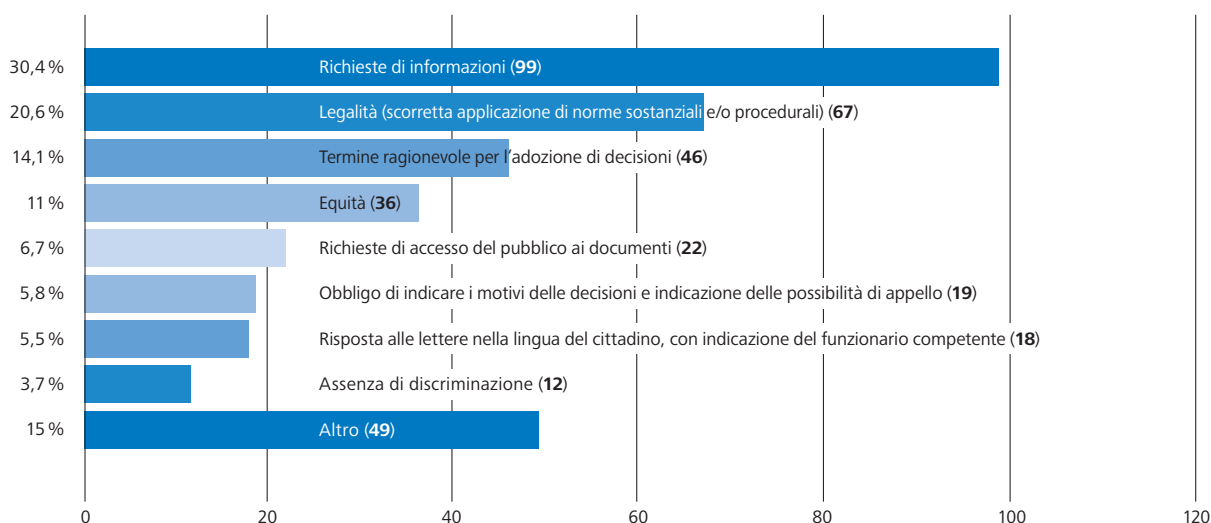 30,4 % Richieste di informazioni (99)
20,6 % Legalità (scorretta applicazione di norme sostanziali e/o procedurali) (67)
14,1 % Termine ragionevole per l'adozione di decisioni (46)
11 % Equità (36)
6,7 % Richieste di accesso del pubblico ai documenti (22)
5,8 % Obbligo di indicare i motivi delle decisioni e indicazione delle possibilità di appello (19)
5,5 % Risposta alle lettere nella lingua del cittadino, con indicazione del funzionario competente (18)
3,7 % Assenza di discriminazione (12)
15 % Altro (49)
0 20 40 60 80 100 120